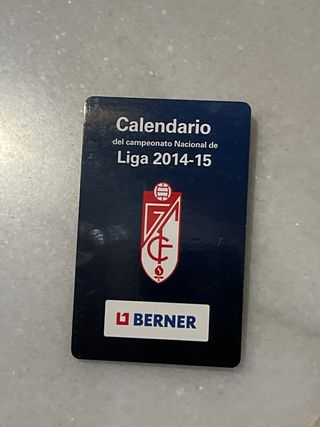 Calendario
del campeonato Nacional de
Liga 2014-15
BERNER